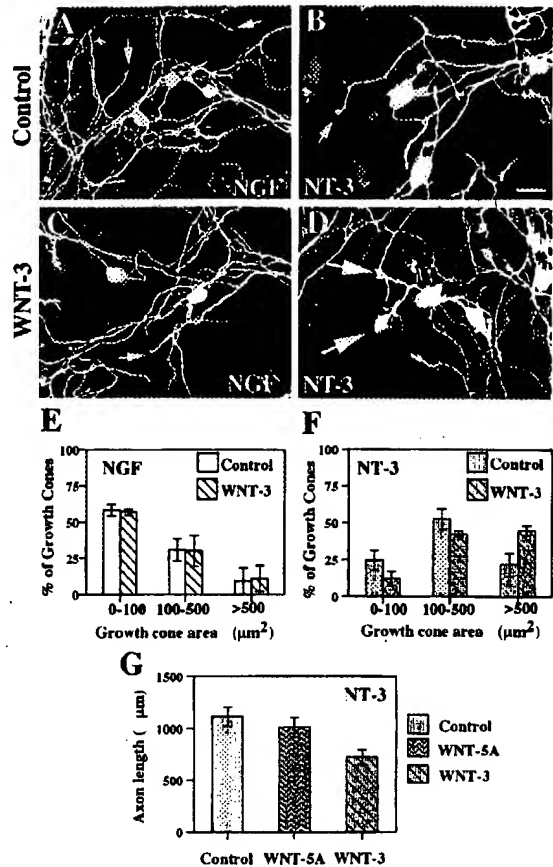 A
B
Control
NGF
NT-3
C
D
WNT-3
NGF
NT-3
E
F
% of Growth Cones
75
50
25
0
NGF
Control
WNT-3
0-100 100-500 >500
Growth cone area (μm²)
% of Growth Cones
75
50
25
0
NT-3
Control
WNT-3
0-100 100-500 >500
Growth cone area (μm²)
G
Axon length ( μm)
1500
1000
500
0
NT-3
Control
WNT-5A
WNT-3
Control WNT-5A WNT-3